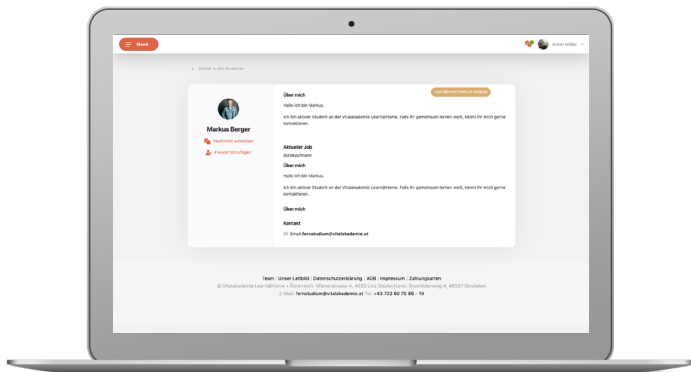 Menü
Anton Müller
← Zurück zu den Studenten
Learn@Home Premium Mitglied
Über mich
Hallo ich bin Markus.
Ich bin aktiver Student an der Vitalakademie Learn@Home. Falls ihr gemeinsam lernen wollt, könnt ihr mich gerne
kontaktieren.
Markus Berger
Nachricht schreiben
Freund hinzufügen
Aktueller Job
Bürokaufmann
Über mich
Hallo ich bin Markus.
Ich bin aktiver Student an der Vitalakademie Learn@Home. Falls ihr gemeinsam lernen wollt, könnt ihr mich gerne
kontaktieren.
Über mich
Kontakt
Email:fernstudium@vitalakademie.at
Team | Unser Leitbild | Datenschutzerklärung | AGB | Impressum | Zahlungsarten
© Vitalakademie Learn@Home • Österreich: Wienerstrasse 4, 4020 Linz Deutschland: Brunhildenweg 4, 46537 Dinslaken
E-Mail: fernstudium@vitalakademie.at Tel: +43 732 60 70 86 - 19